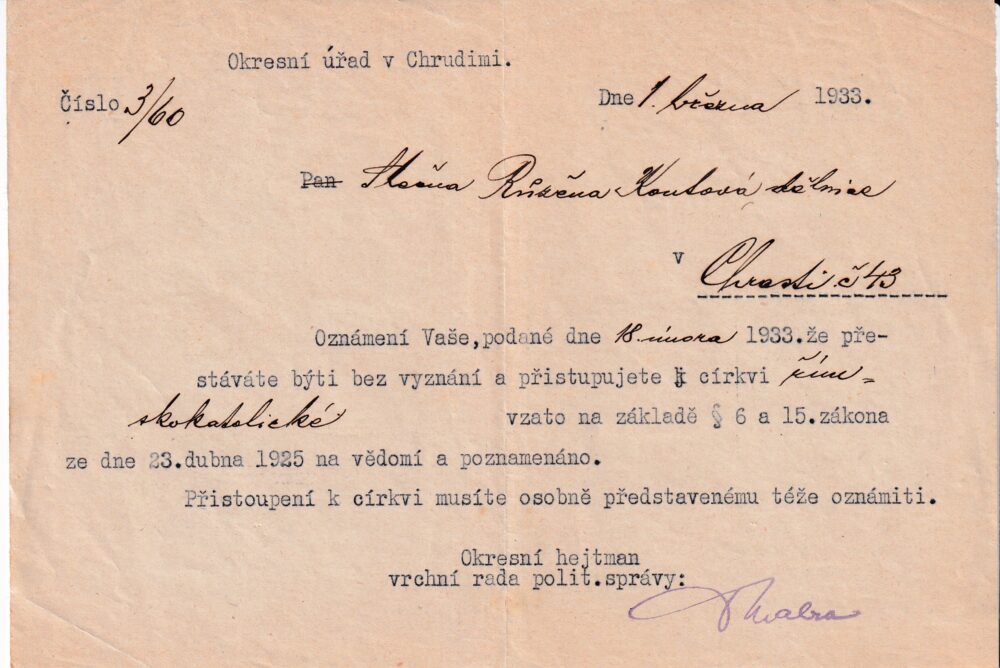 Okresní úřad v Chrudimi.
Číslo 3/60 Dne 1. března 1933.
Pan Slečna Růžena Koutová dělnice
v Chrasti č 43
Oznámení Vaše, podané dne 18. února 1933.že pře-
stáváte býti bez vyznání a přistupujete k církvi řím-
skokatolické vzato na základě § 6 a 15.zákona
ze dne 23.dubna 1925 na vědomí a poznamenáno.
Přistoupení k církvi musíte osobně představenému téže oznámiti.
Okresní hejtman
vrchní rada polit.správy: